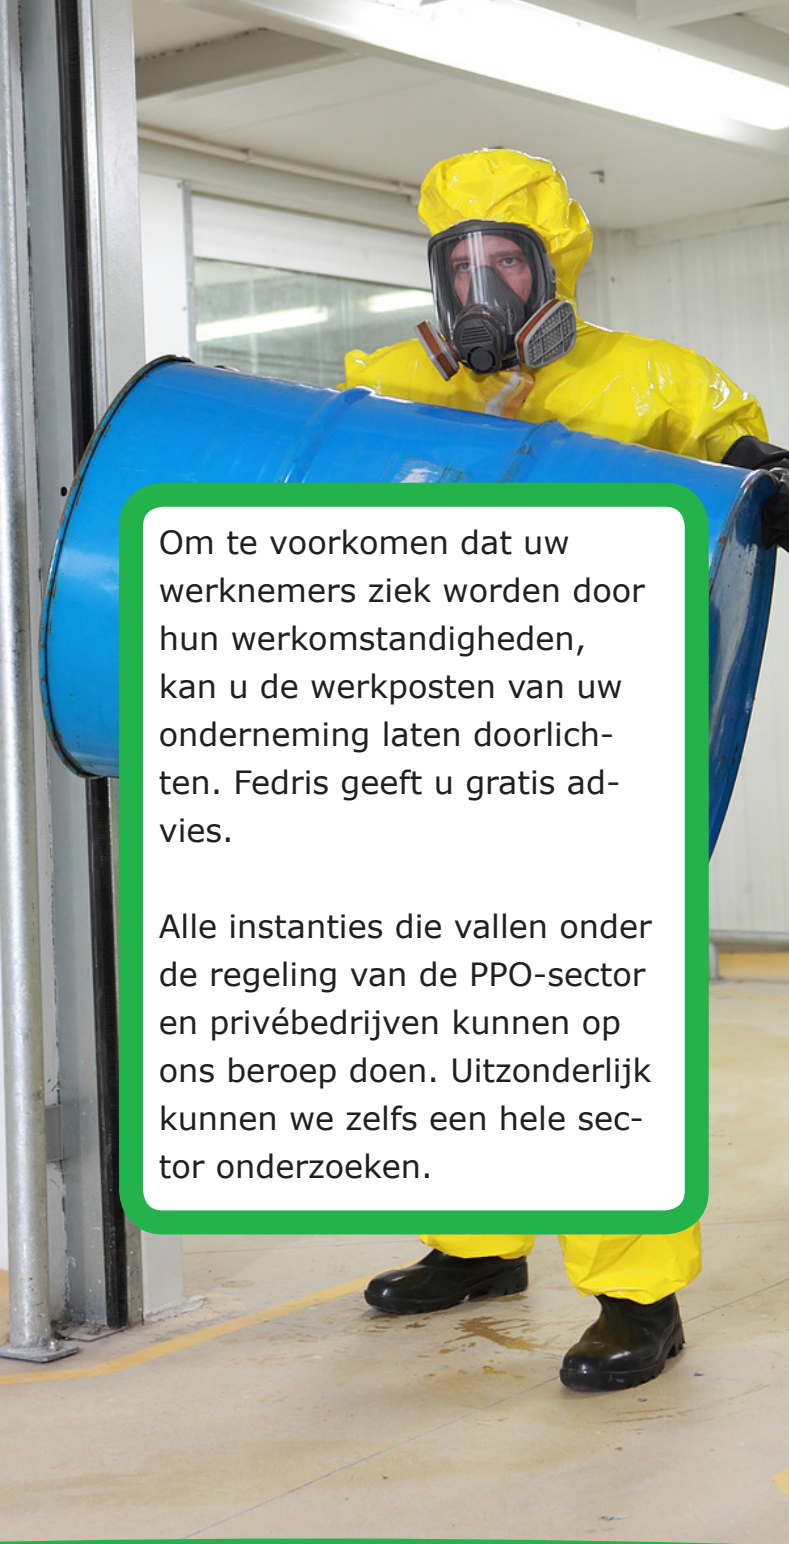 Om te voorkomen dat uw
werknemers ziek worden door
hun werkomstandigheden,
kan u de werkposten van uw
onderneming laten doorlich-
ten. Fedris geeft u gratis ad-
vies.

Alle instanties die vallen onder
de regeling van de PPO-sector
en privébedrijven kunnen op
ons beroep doen. Uitzonderlijk
kunnen we zelfs een hele sec-
tor onderzoeken.